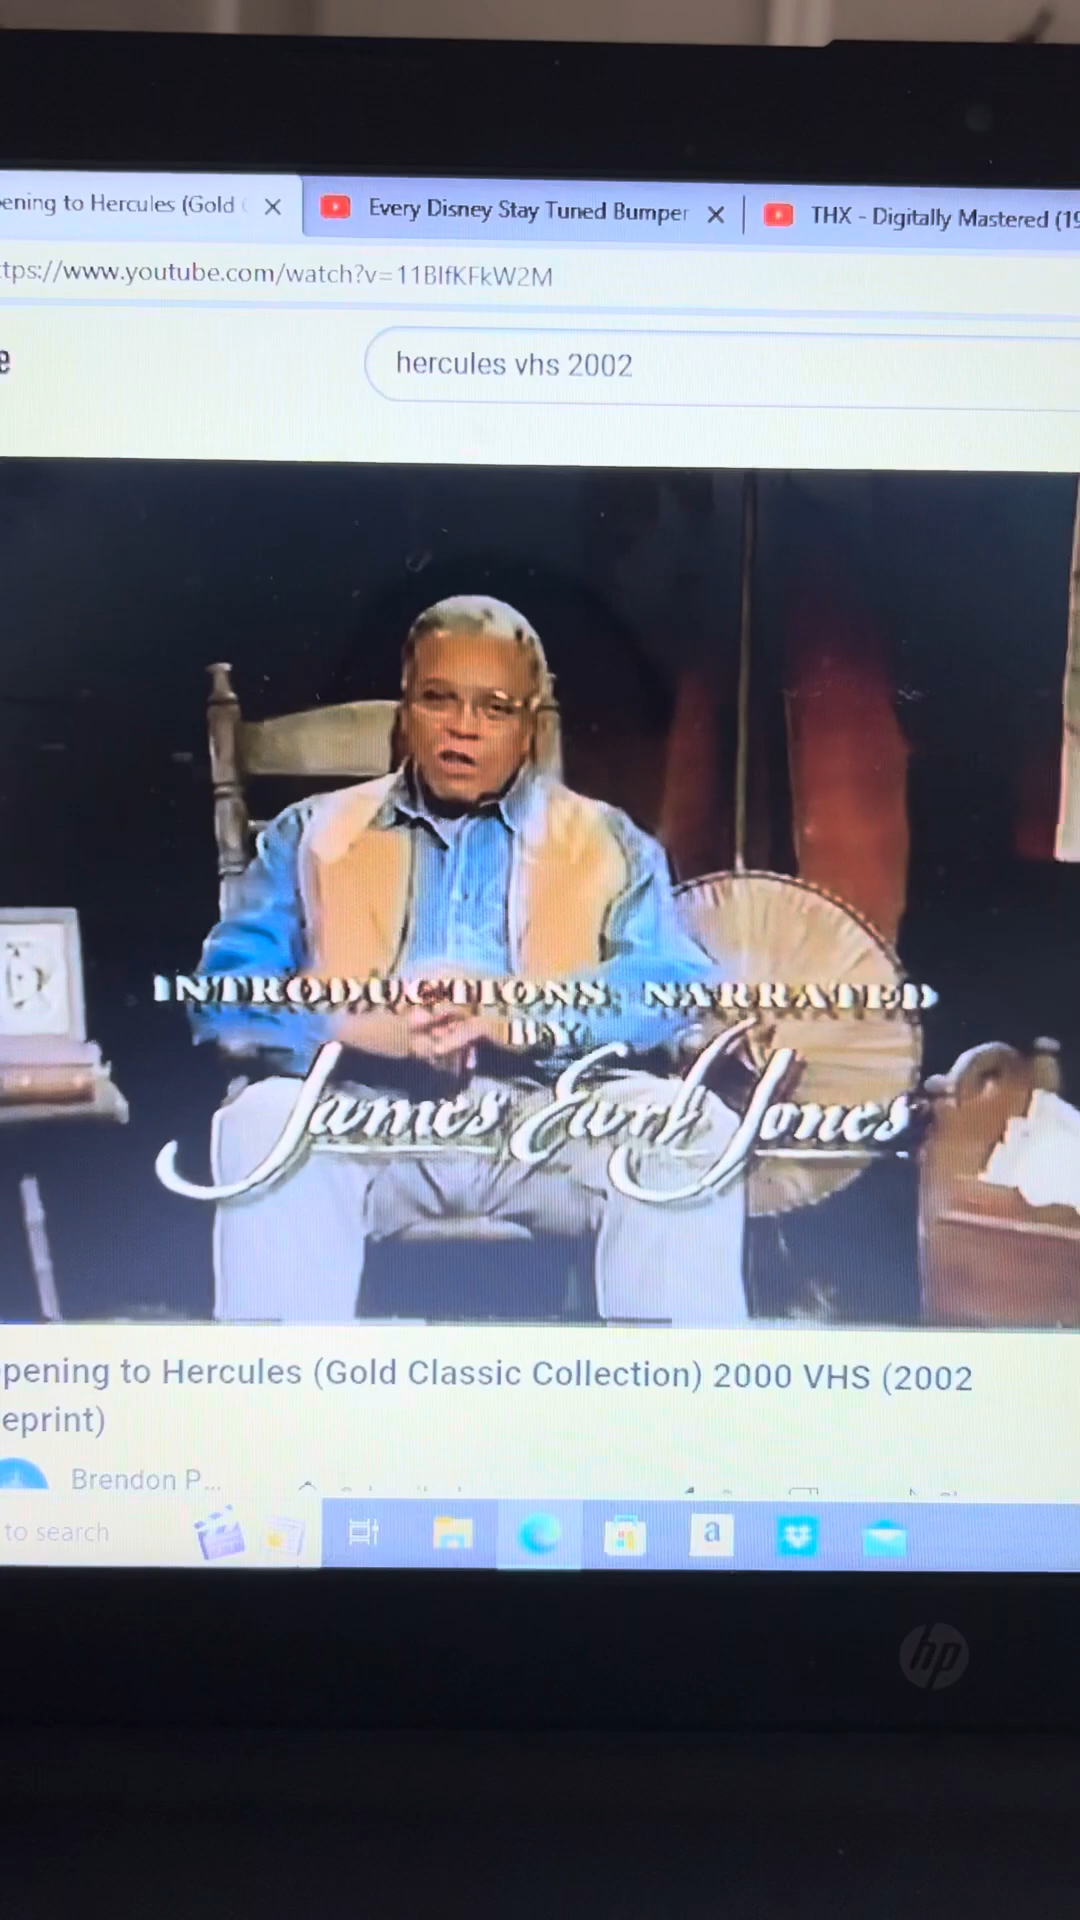 ening to Hercules (Gold
Every Disney Stay Tuned Bumper
THX - Digitally Mastered (19
tps://www.youtube.com/watch?v=11BlfKFkW2M
e
hercules vhs 2002
INTRODUCTIONS NARRATED
BY
James Earl Jones
pening to Hercules (Gold Classic Collection) 2000 VHS (2002
eprint)
Brendon P...
to search
a
hp